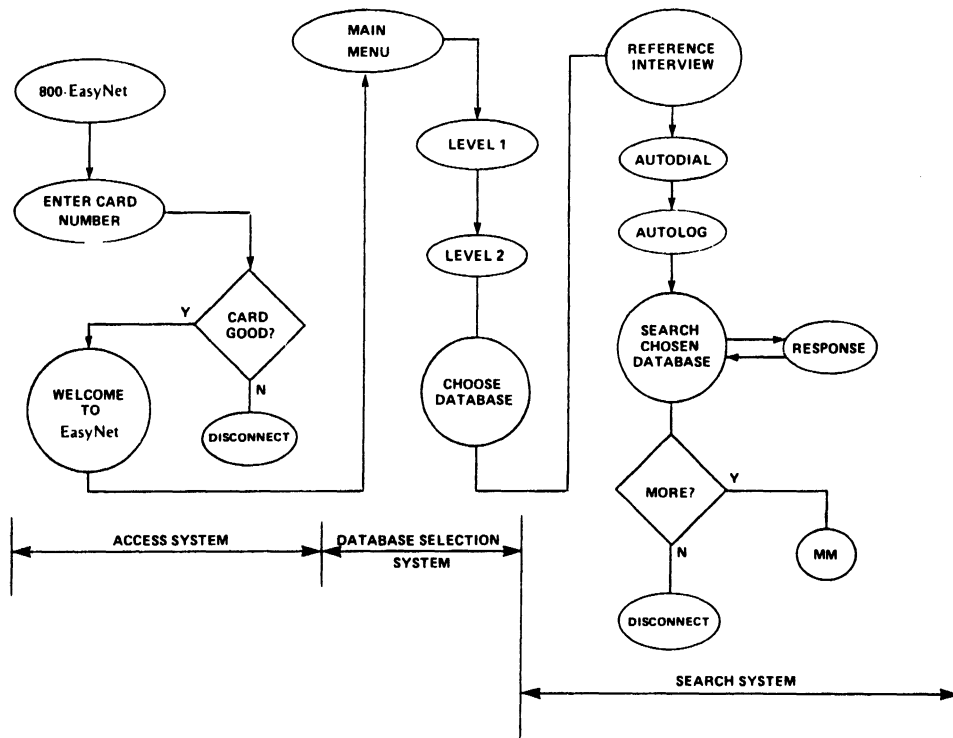 800-EasyNet
ENTER CARD
NUMBER
CARD
GOOD?
Y
N
WELCOME
TO
EasyNet
DISCONNECT
ACCESS SYSTEM
MAIN
MENU
LEVEL 1
LEVEL 2
CHOOSE
DATABASE
DATABASE SELECTION
SYSTEM
REFERENCE
INTERVIEW
AUTODIAL
AUTOLOG
SEARCH
CHOSEN
DATABASE
RESPONSE
MORE?
Y
N
MM
DISCONNECT
SEARCH SYSTEM